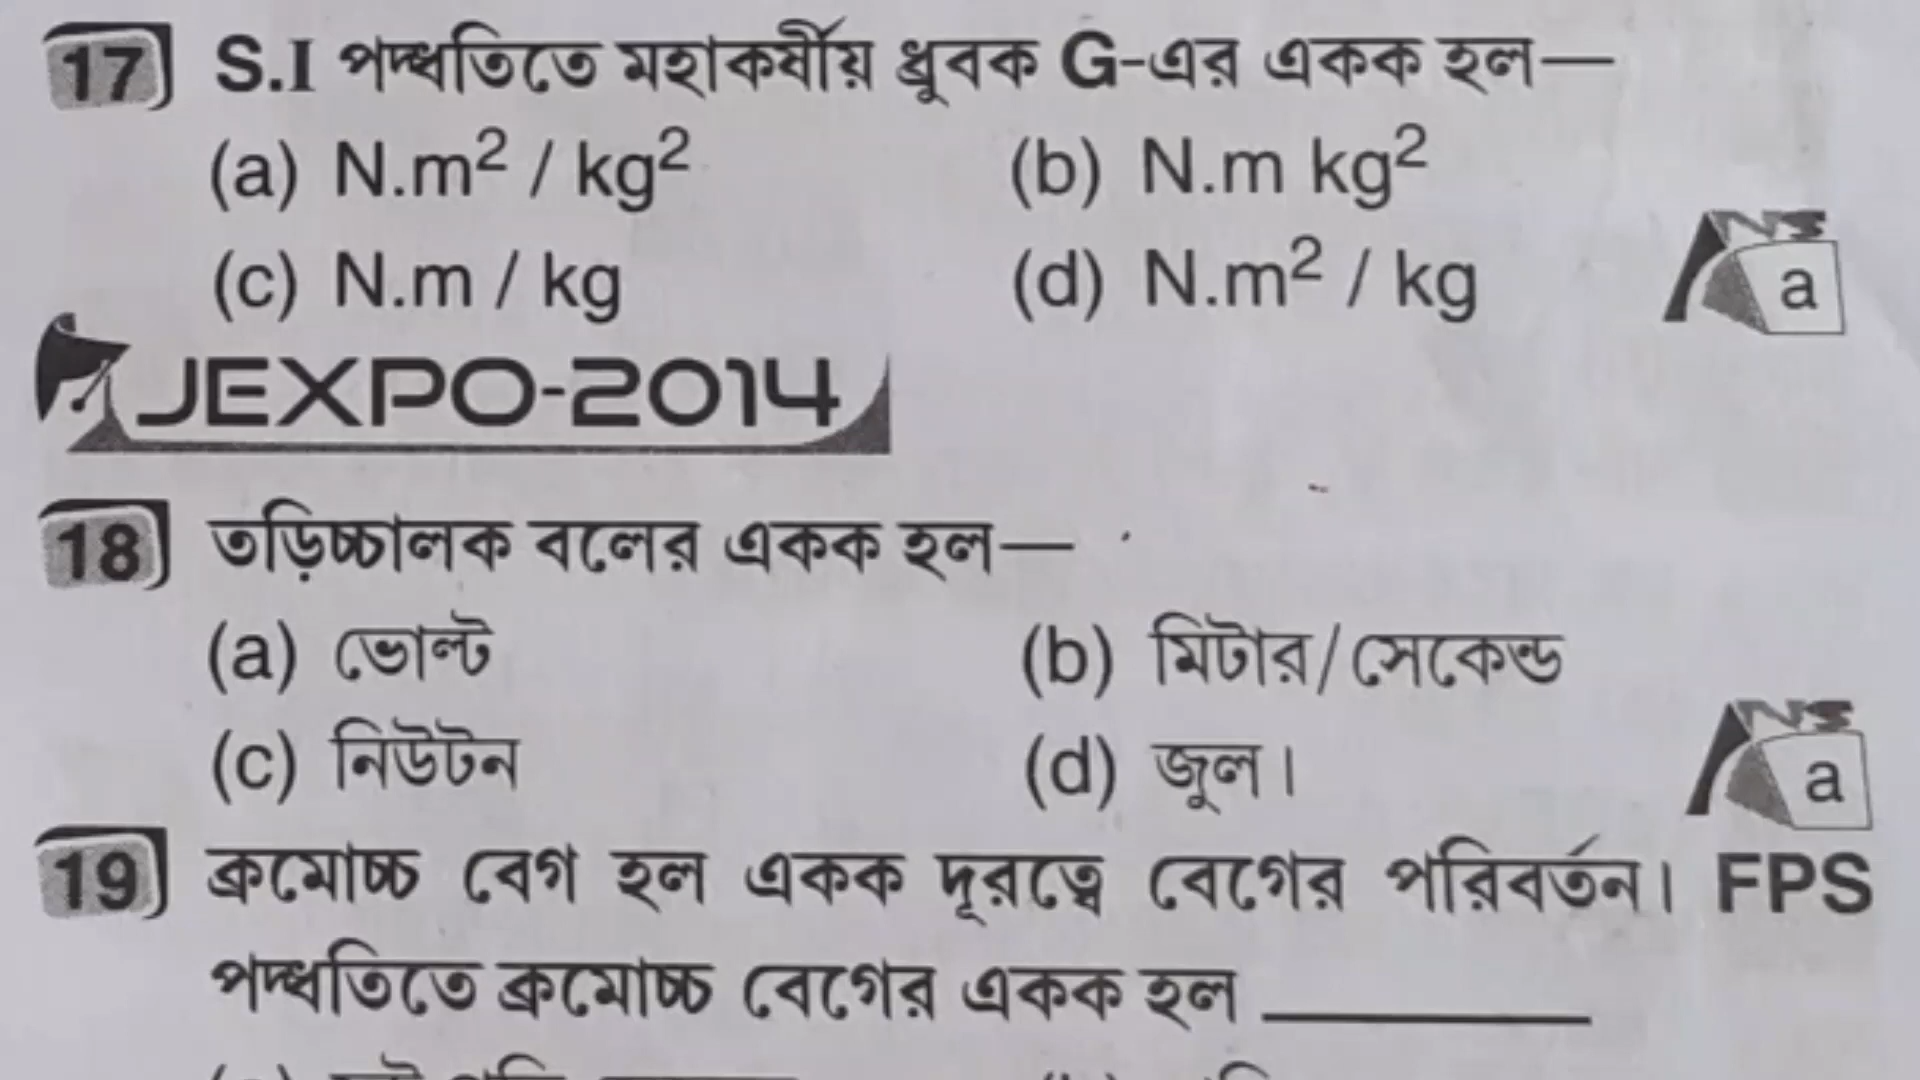 17 S.I পদ্ধতিতে মহাকর্ষীয় ধ্রুবক G-এর একক হল—
(a) N.m² / kg² (b) N.m kg²
(c) N.m / kg (d) N.m² / kg
a
JEXPO-2014
18 তড়িচ্চালক বলের একক হল—
(a) ভোল্ট (b) মিটার/সেকেন্ড
(c) নিউটন (d) জুল।
a
19 ক্রমোচ্চ বেগ হল একক দূরত্বে বেগের পরিবর্তন। FPS
পদ্ধতিতে ক্রমোচ্চ বেগের একক হল ______